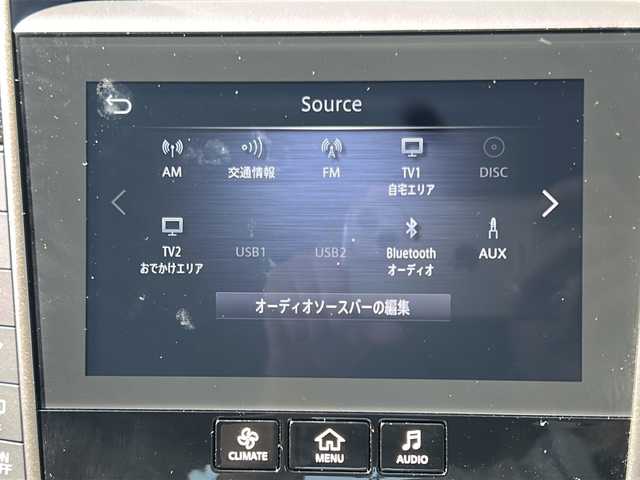 Source
AM
交通情報
FM
TV1
自宅エリア
DISC
TV2
おでかけエリア
USB1
USB2
Bluetooth
オーディオ
AUX
オーディオソースバーの編集
CLIMATE
MENU
AUDIO